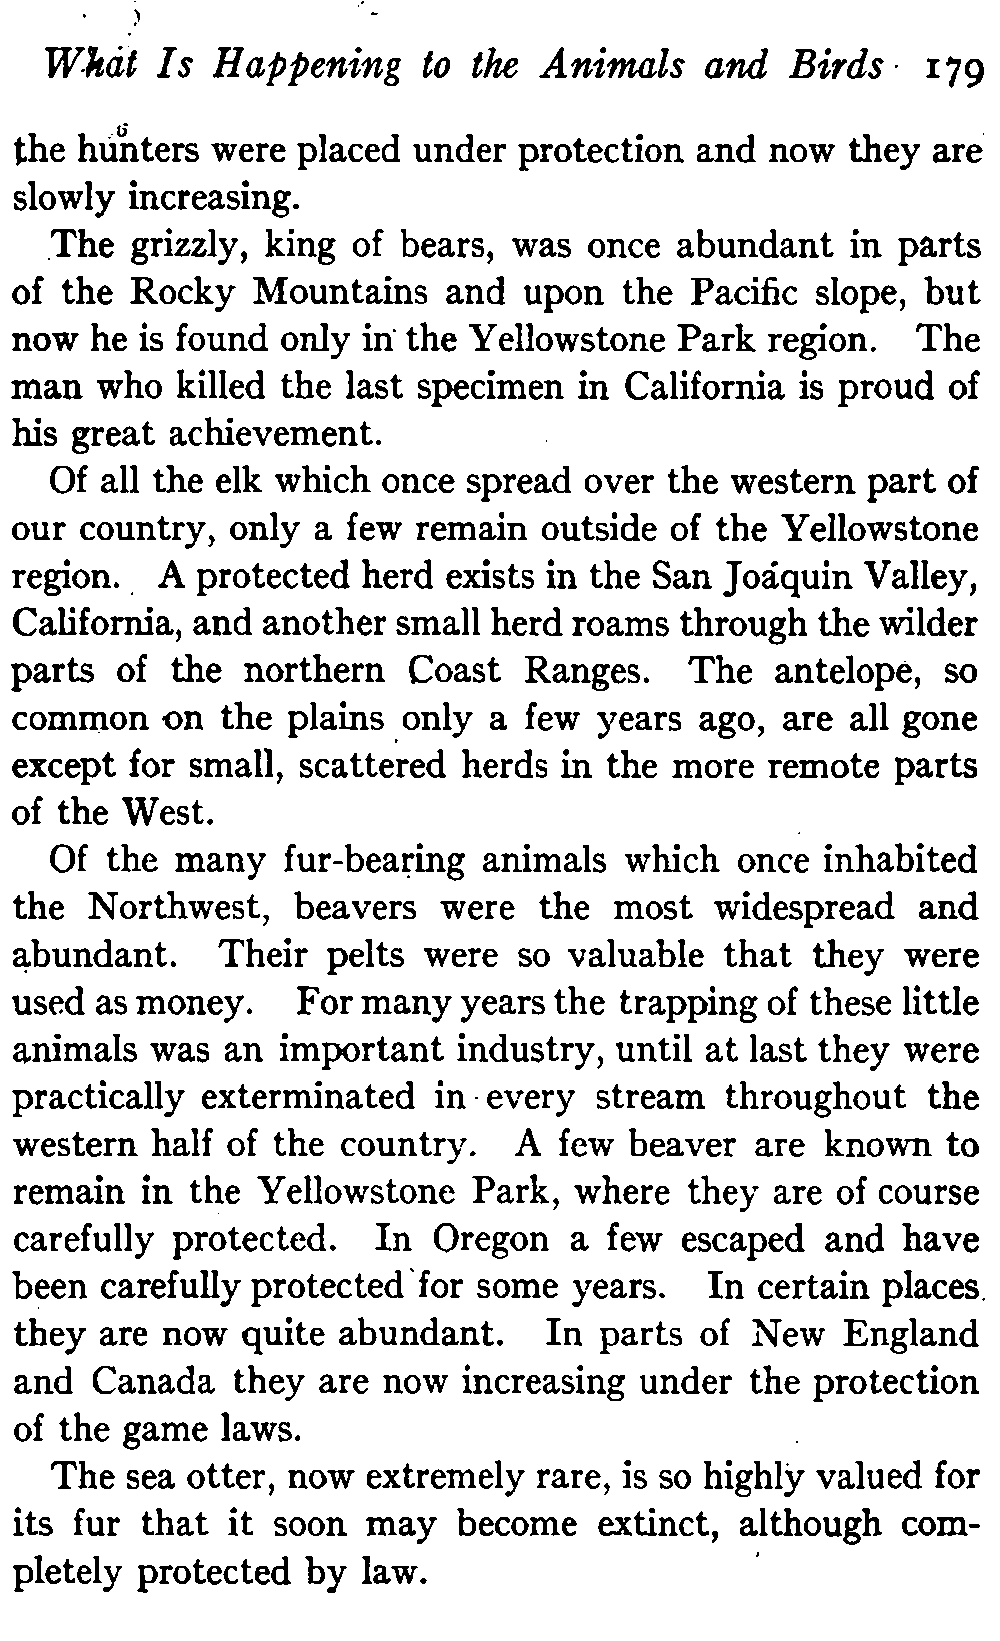 What Is Happening to the Animals and Birds 179
the hunters were placed under protection and now they are
slowly increasing.
The grizzly, king of bears, was once abundant in parts
of the Rocky Mountains and upon the Pacific slope, but
now he is found only in the Yellowstone Park region. The
man who killed the last specimen in California is proud of
his great achievement.
Of all the elk which once spread over the western part of
our country, only a few remain outside of the Yellowstone
region. A protected herd exists in the San Joaquin Valley,
California, and another small herd roams through the wilder
parts of the northern Coast Ranges. The antelope, so
common on the plains only a few years ago, are all gone
except for small, scattered herds in the more remote parts
of the West.
Of the many fur-bearing animals which once inhabited
the Northwest, beavers were the most widespread and
abundant. Their pelts were so valuable that they were
used as money. For many years the trapping of these little
animals was an important industry, until at last they were
practically exterminated in every stream throughout the
western half of the country. A few beaver are known to
remain in the Yellowstone Park, where they are of course
carefully protected. In Oregon a few escaped and have
been carefully protected for some years. In certain places
they are now quite abundant. In parts of New England
and Canada they are now increasing under the protection
of the game laws.
The sea otter, now extremely rare, is so highly valued for
its fur that it soon may become extinct, although com-
pletely protected by law.